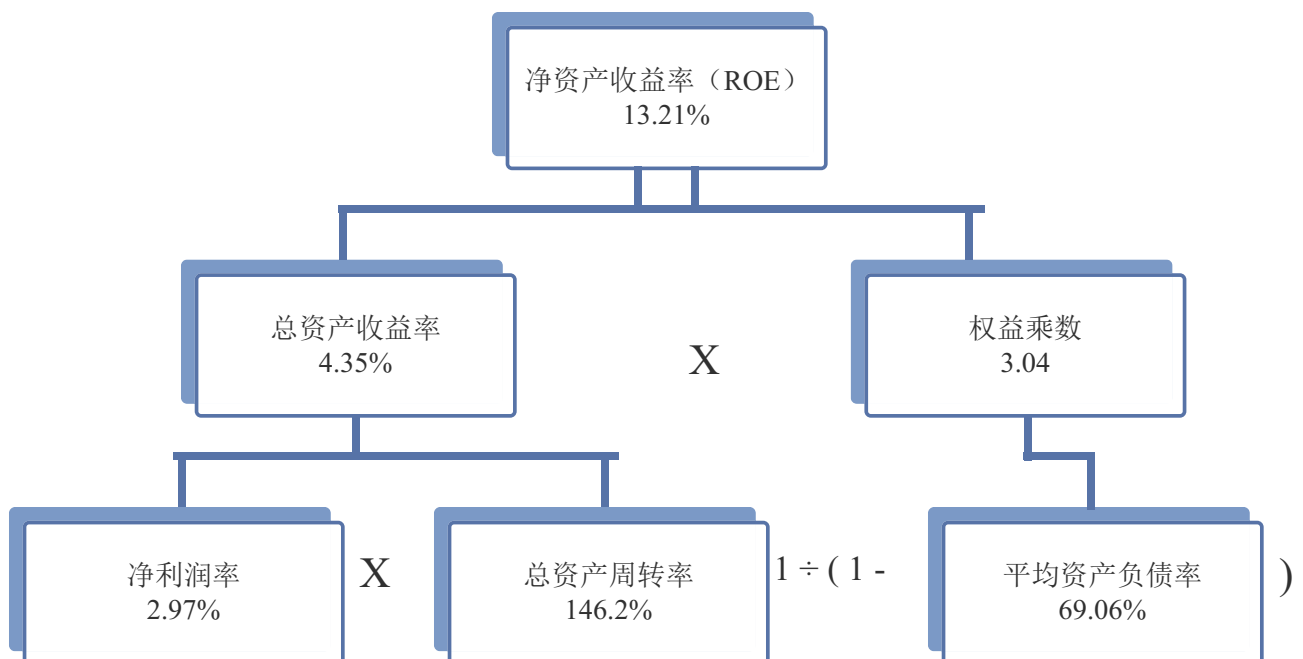 净资产收益率（ROE）
13.21%
总资产收益率
4.35%
X
权益乘数
3.04
净利润率
2.97%
X
总资产周转率
146.2%
1 ÷ ( 1 -
平均资产负债率
69.06%
)